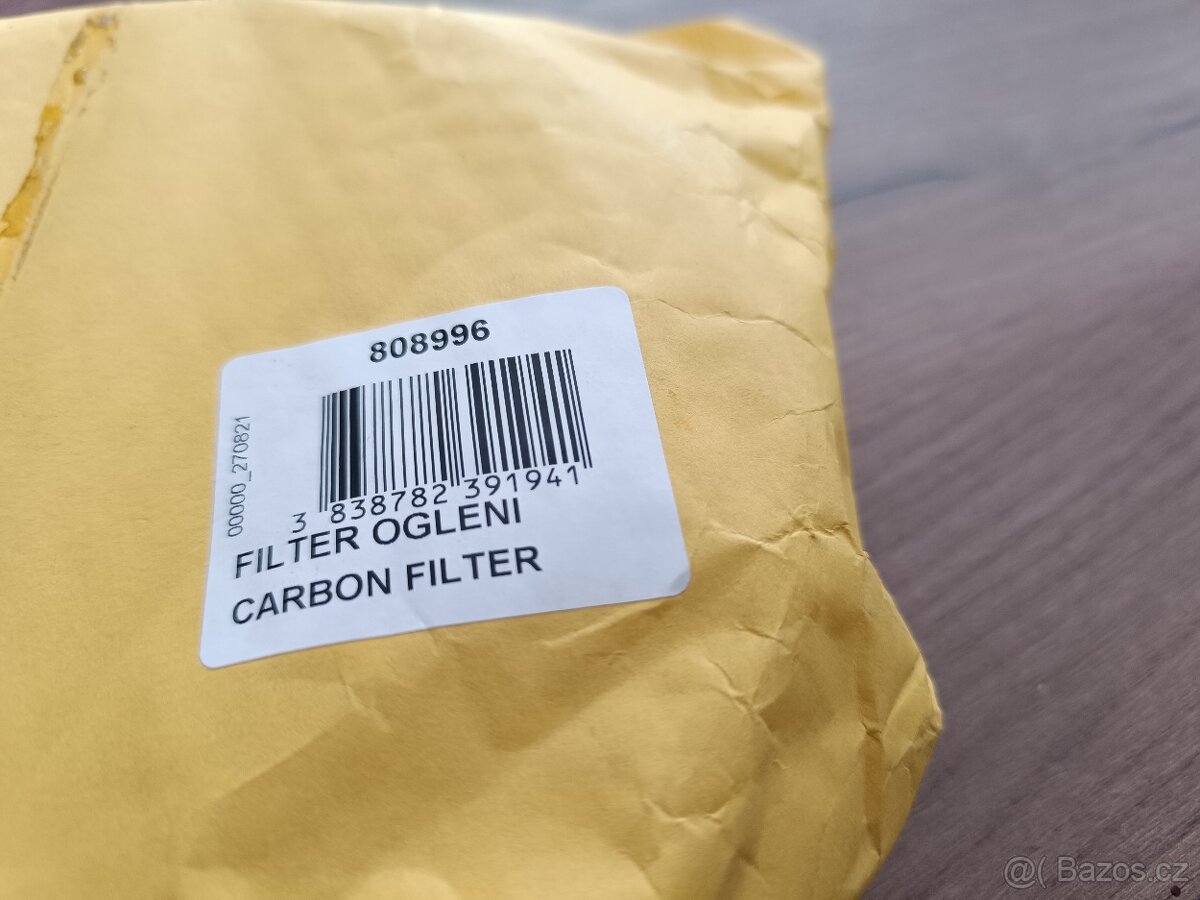 808996
00000_270821
3 838782 391941
FILTER OGLENI
CARBON FILTER
@( Bazos.cz